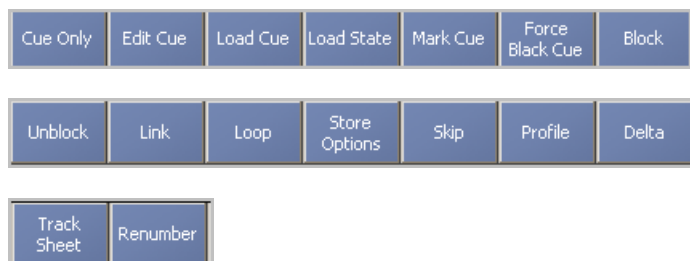 Cue Only Edit Cue Load Cue Load State Mark Cue Force Black Cue Block
Unblock Link Loop Store Options Skip Profile Delta
Track Sheet Renumber